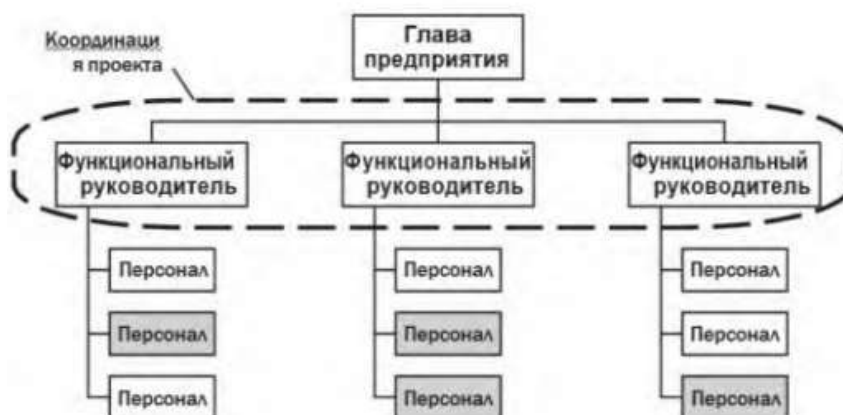 Координаци
я проекта
Глава
предприятия
Функциональный
руководитель
Функциональный
руководитель
Функциональный
руководитель
Персонал
Персонал
Персонал
Персонал
Персонал
Персонал
Персонал
Персонал
Персонал